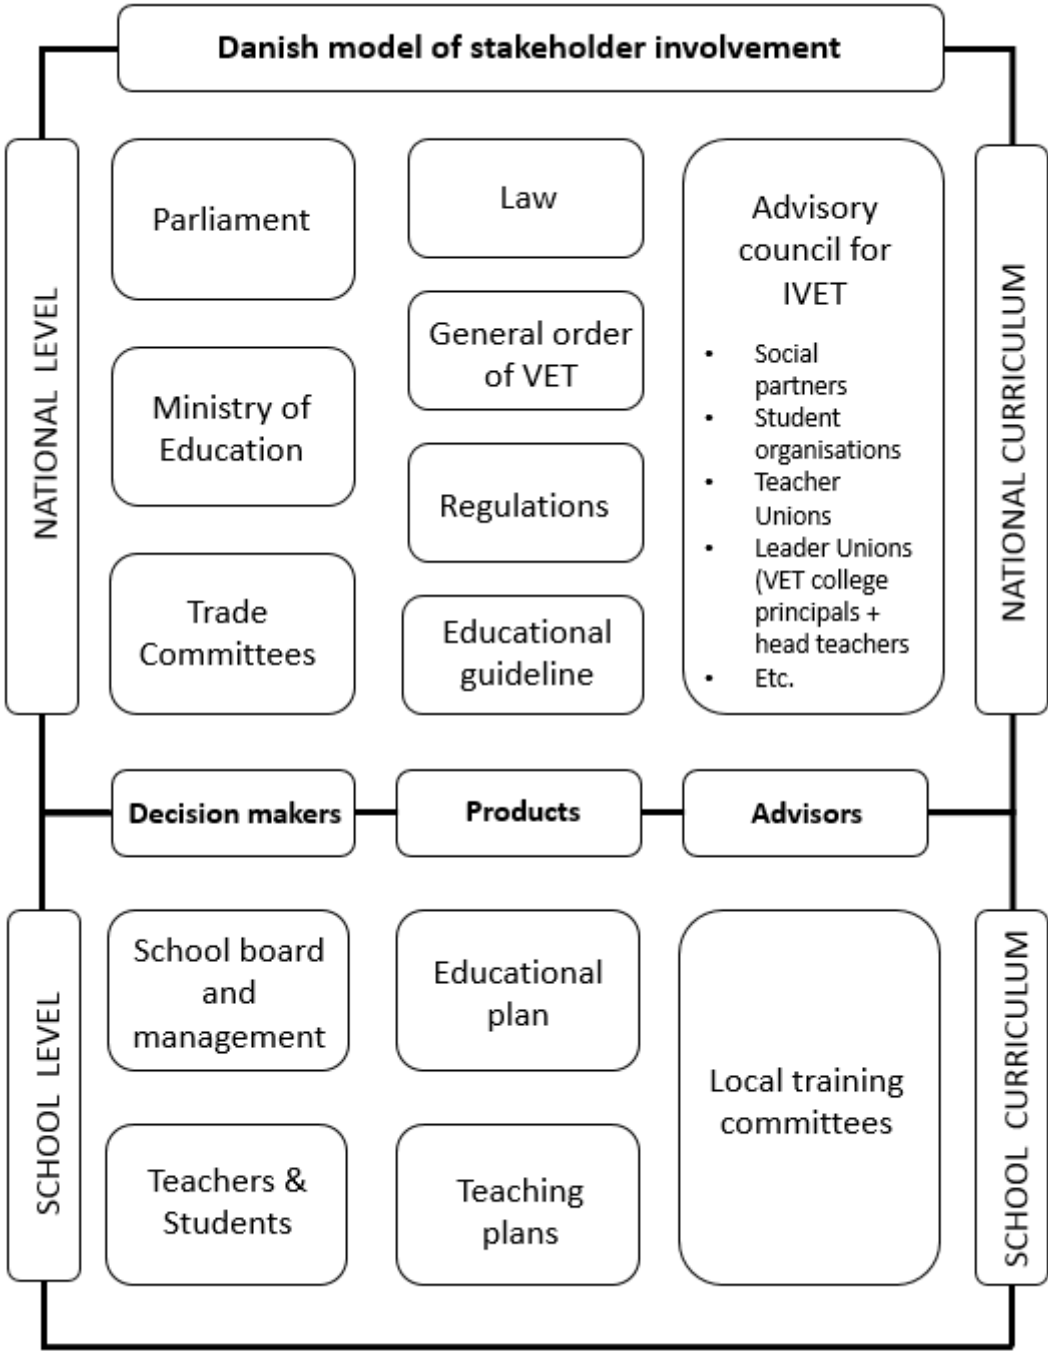 Danish model of stakeholder involvement
NATIONAL LEVEL
Parliament
Ministry of
Education
Trade
Committees
Law
General order
of VET
Regulations
Educational
guideline
Advisory
council for
IVET
• Social
partners
• Student
organisations
• Teacher
Unions
• Leader Unions
(VET college
principals +
head teachers
• Etc.
NATIONAL CURRICULUM
Decision makers
Products
Advisors
SCHOOL LEVEL
School board
and
management
Teachers &
Students
Educational
plan
Teaching
plans
Local training
committees
SCHOOL CURRICULUM